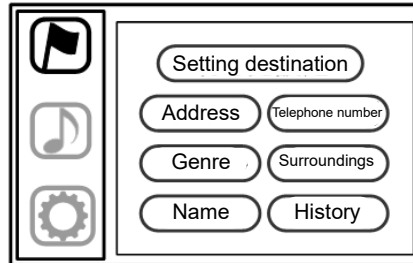 Setting destination
Address
Telephone number
Genre
Surroundings
Name
History